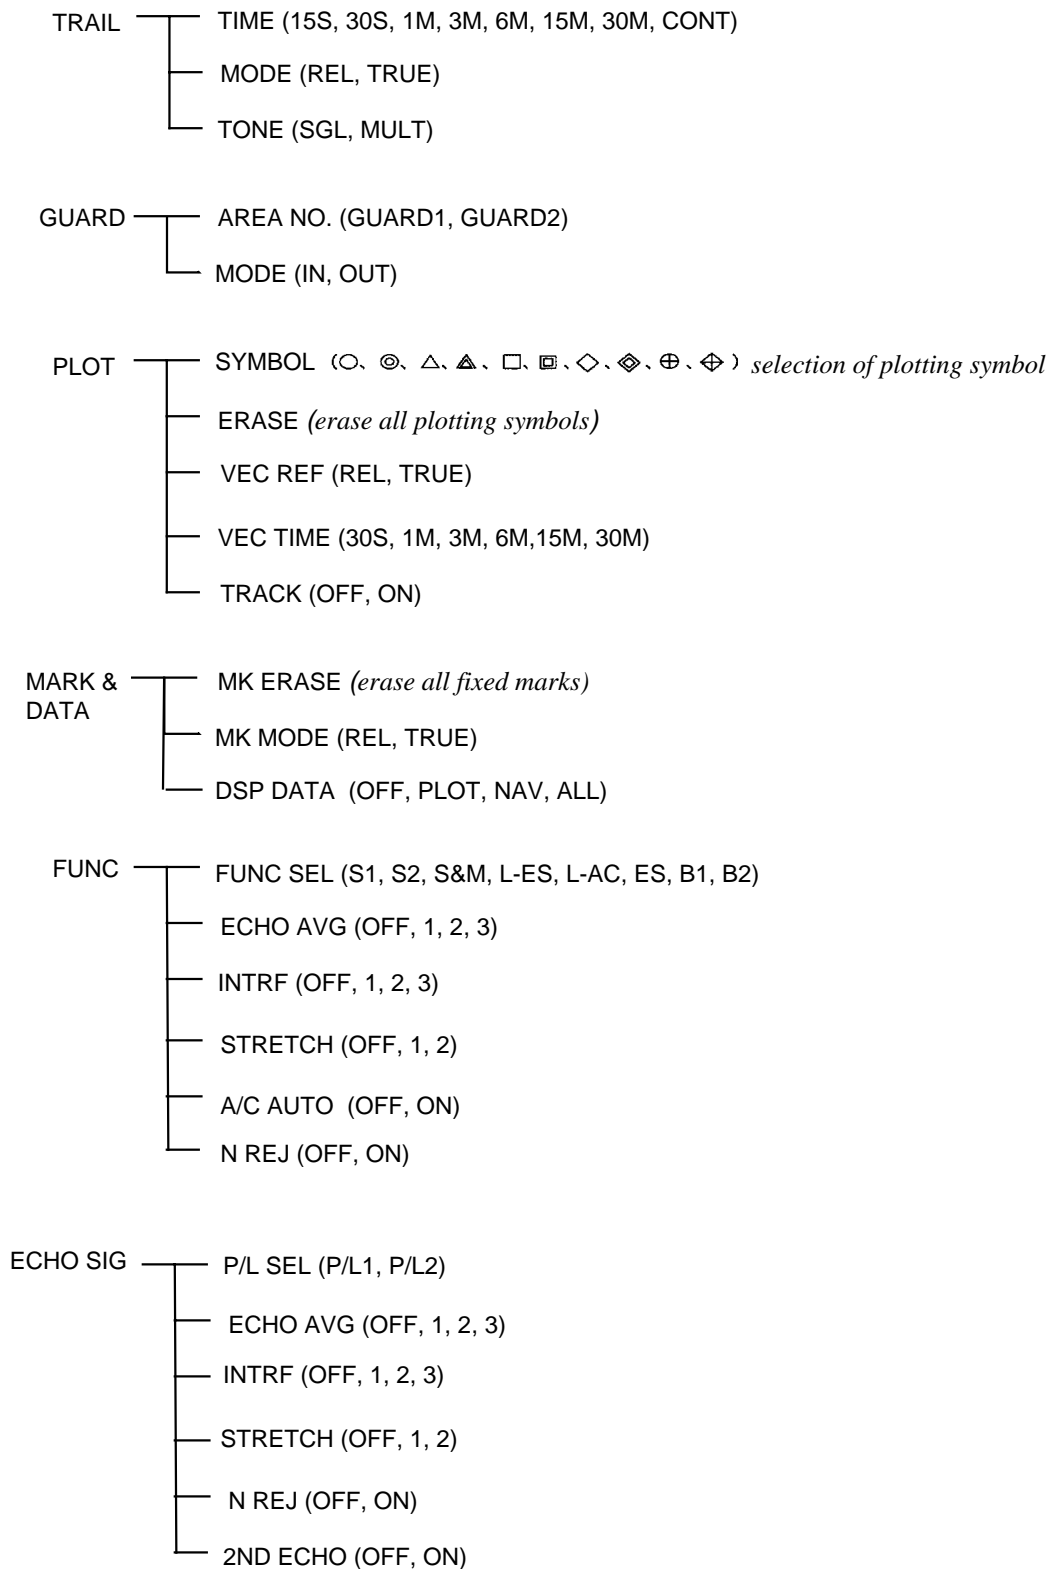 TRAIL TIME (15S, 30S, 1M, 3M, 6M, 15M, 30M, CONT)
MODE (REL, TRUE)
TONE (SGL, MULT)
GUARD AREA NO. (GUARD1, GUARD2)
MODE (IN, OUT)
PLOT SYMBOL (○、◎、△、▲、□、▣、◇、◈、⊕、⌖) selection of plotting symbol
ERASE (erase all plotting symbols)
VEC REF (REL, TRUE)
VEC TIME (30S, 1M, 3M, 6M,15M, 30M)
TRACK (OFF, ON)
MARK & DATA MK ERASE (erase all fixed marks)
MK MODE (REL, TRUE)
DSP DATA (OFF, PLOT, NAV, ALL)
FUNC FUNC SEL (S1, S2, S&M, L-ES, L-AC, ES, B1, B2)
ECHO AVG (OFF, 1, 2, 3)
INTRF (OFF, 1, 2, 3)
STRETCH (OFF, 1, 2)
A/C AUTO (OFF, ON)
N REJ (OFF, ON)
ECHO SIG P/L SEL (P/L1, P/L2)
ECHO AVG (OFF, 1, 2, 3)
INTRF (OFF, 1, 2, 3)
STRETCH (OFF, 1, 2)
N REJ (OFF, ON)
2ND ECHO (OFF, ON)